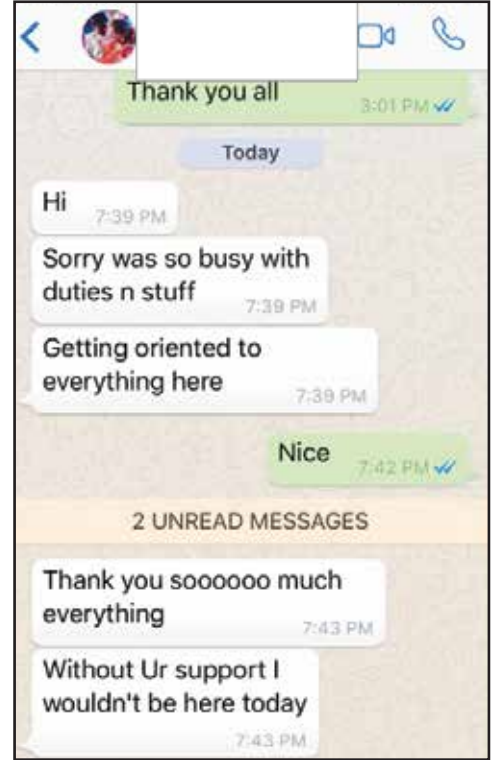 Thank you all
3:01 PM
Today
Hi
7:39 PM
Sorry was so busy with
duties n stuff
7:39 PM
Getting oriented to
everything here
7:39 PM
Nice
7:42 PM
2 UNREAD MESSAGES
Thank you soooooo much
everything
7:43 PM
Without Ur support I
wouldn't be here today
7:43 PM